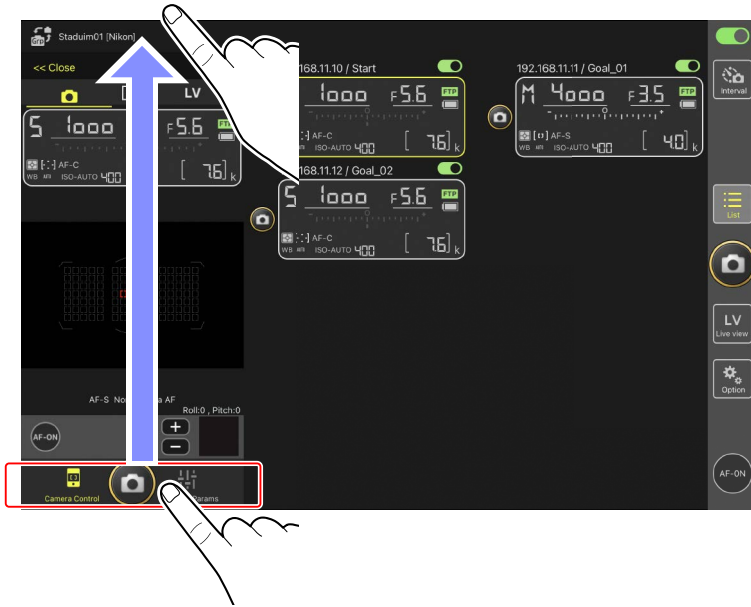 Grp Staduim01 [Nikon]
<< Close
LV
S 1000 F5.6 FTP
AF-C [ 7.6] k
WB ISO-AUTO 400
AF-S
AF
Roll:0 , Pitch:0
AF-ON
+
−
Camera Control
Params
168.11.10 / Start
1000 F5.6 FTP
AF-C [ 7.6] k
ISO-AUTO 400
192.168.11.11 / Goal_01
M 4000 F3.5 FTP
AF-S [ 4.0] k
WB ISO-AUTO 400
168.11.12 / Goal_02
S 1000 F5.6 FTP
AF-C [ 7.6] k
WB ISO-AUTO 400
Interval
List
LV
Live view
Option
AF-ON